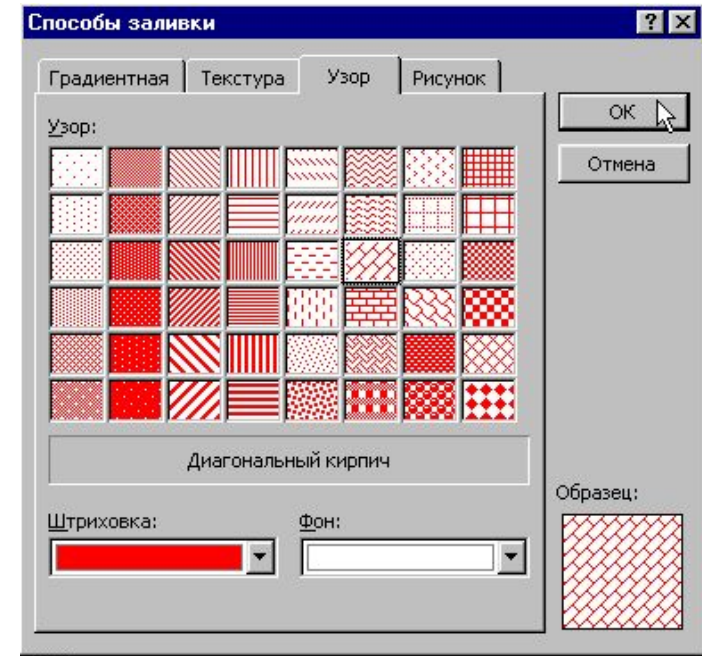 Способы заливки
Градиентная Текстура Узор Рисунок
Узор:
ОК
Отмена
Диагональный кирпич
Образец:
Штриховка: Фон: